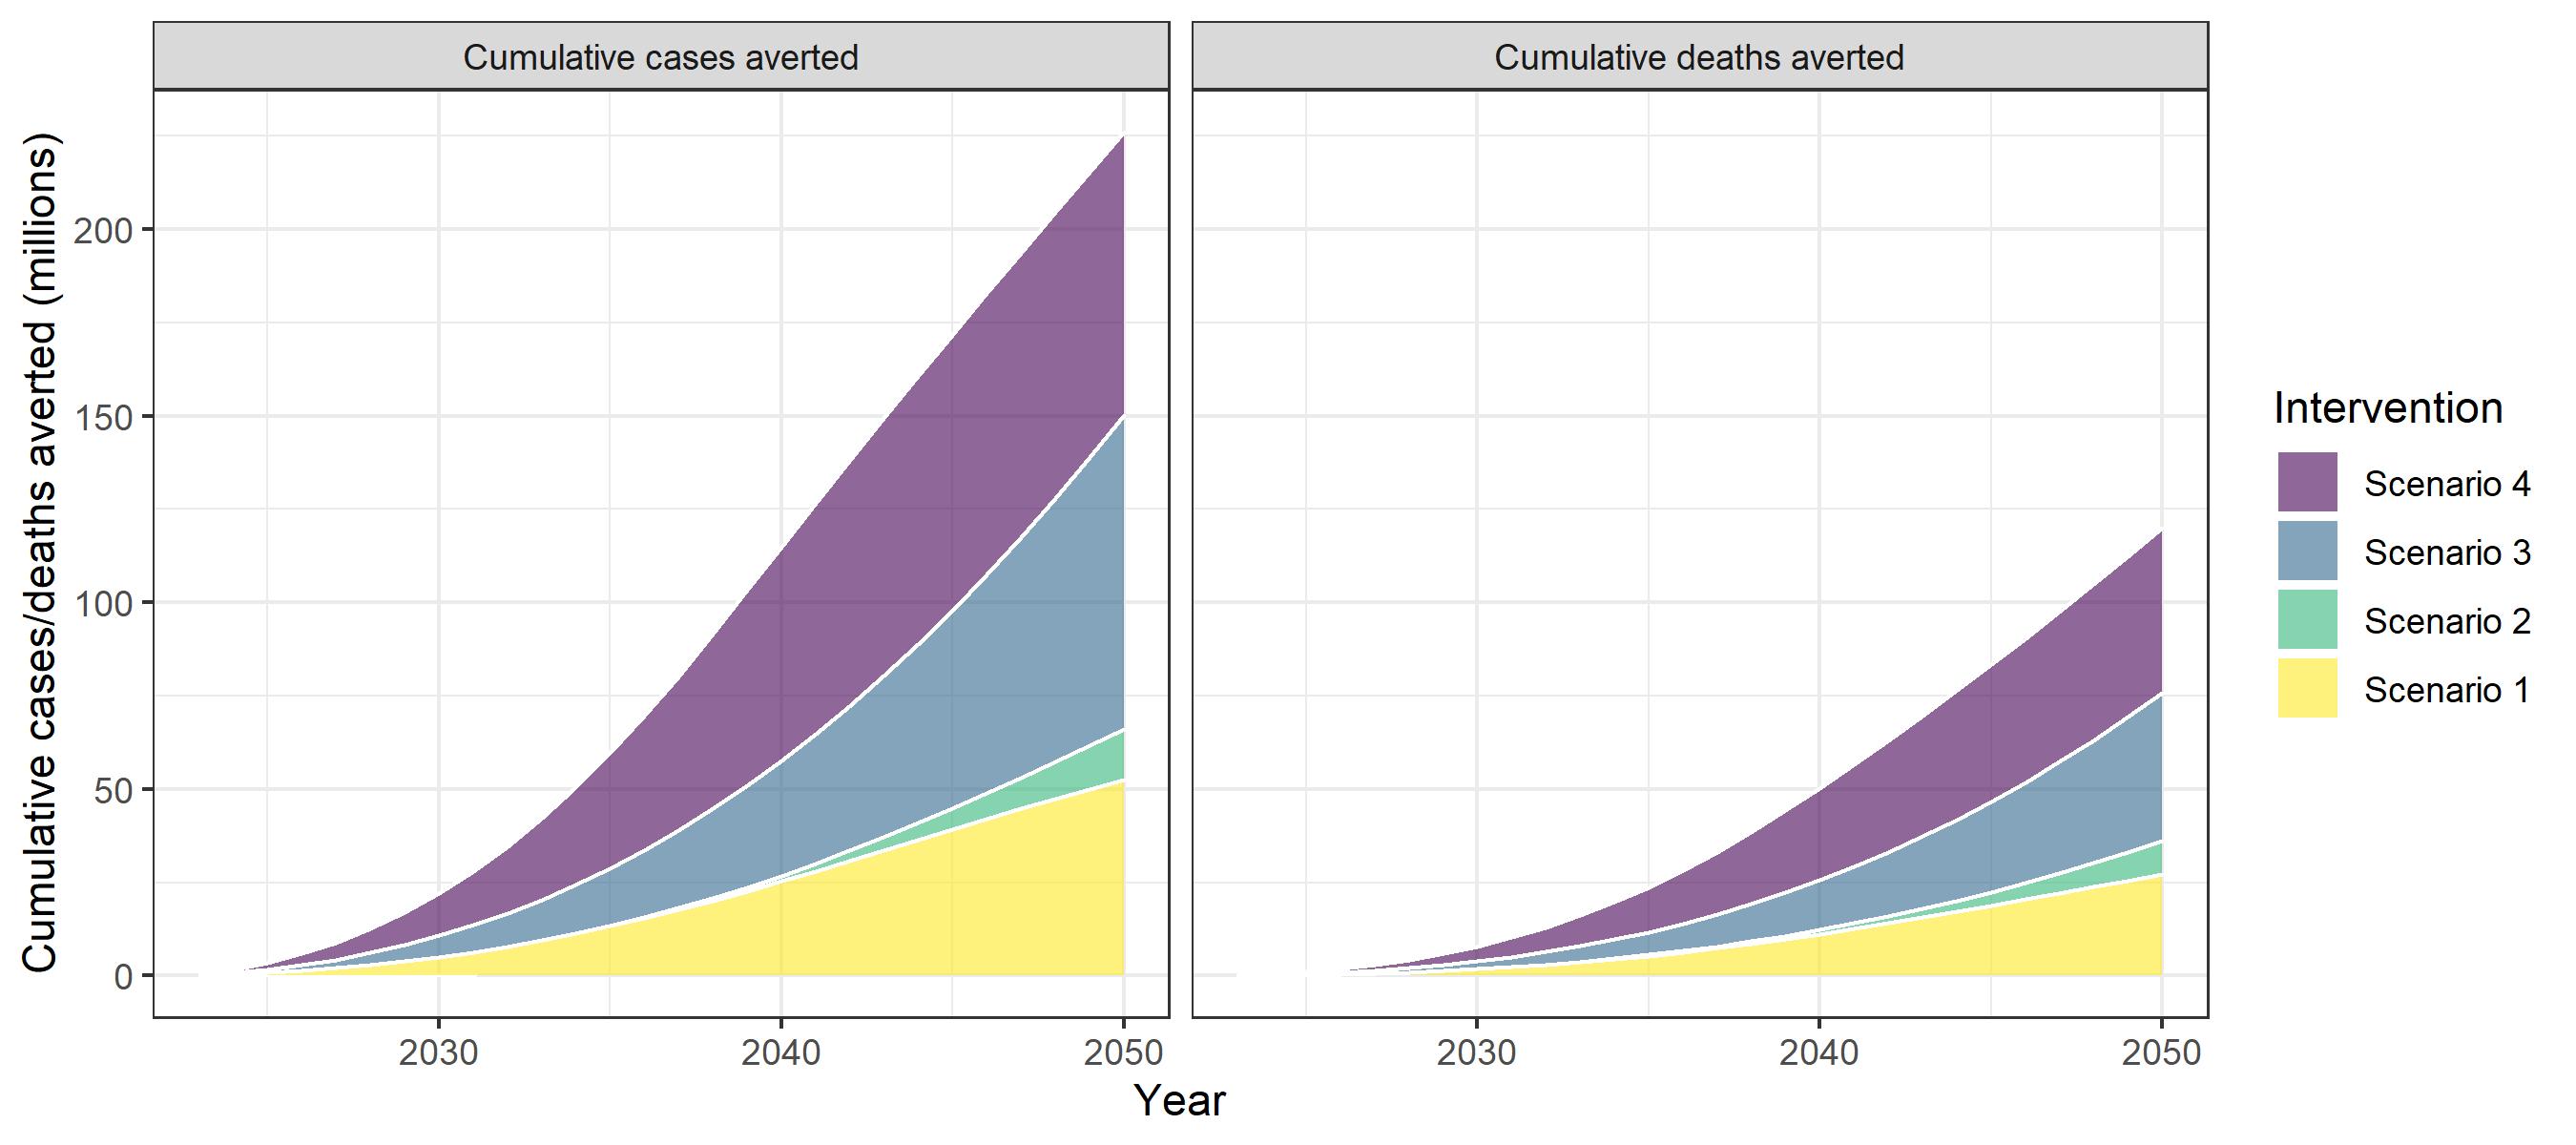 Cumulative cases averted
Cumulative deaths averted
Cumulative cases/deaths averted (millions)
200
150
100
50
0
2030
2040
2050
2030
2040
2050
Year
Intervention
Scenario 4
Scenario 3
Scenario 2
Scenario 1